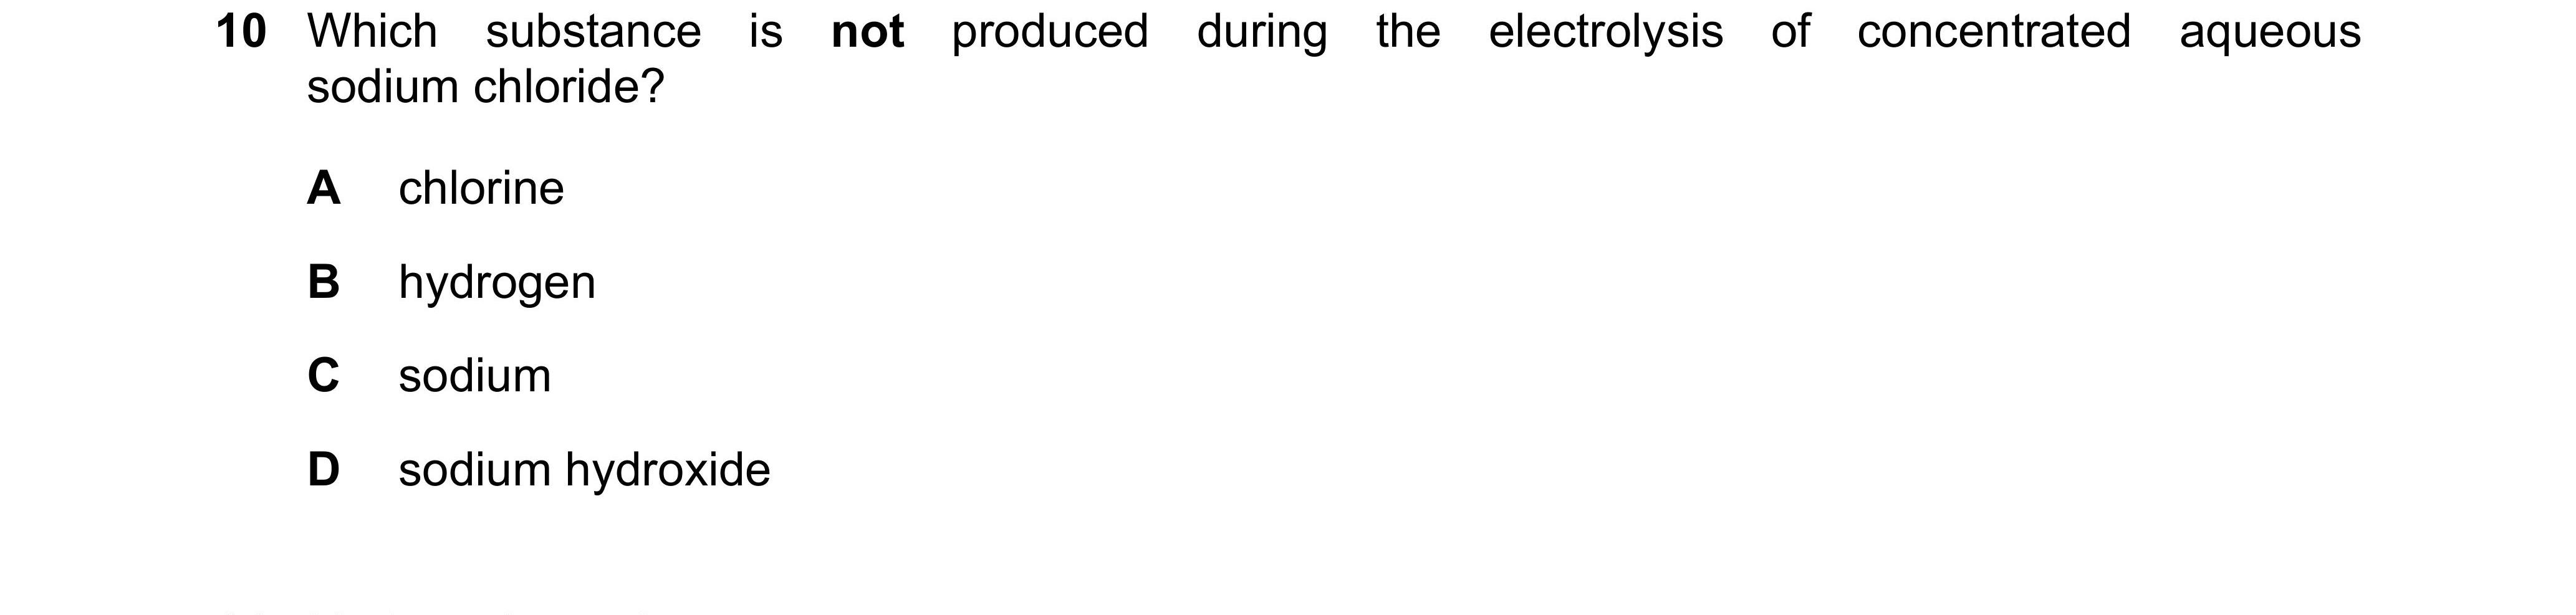 10 Which substance is not produced during the electrolysis of concentrated aqueous
sodium chloride?
A chlorine
B hydrogen
C sodium
D sodium hydroxide